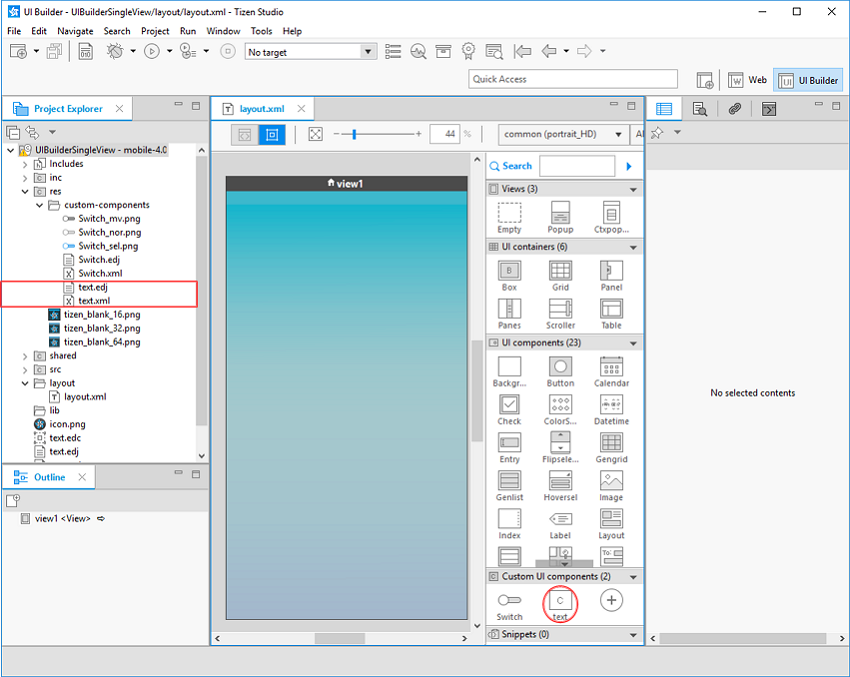 UI Builder - UIBuilderSingleView/layout/layout.xml - Tizen Studio
File Edit Navigate Search Project Run Window Tools Help
No target
Quick Access
Web
UI Builder
Project Explorer
UIBuilderSingleView - mobile-4.0
Includes
inc
res
custom-components
Switch_mv.png
Switch_nor.png
Switch_sel.png
Switch.edj
Switch.xml
text.edj
text.xml
tizen_blank_16.png
tizen_blank_32.png
tizen_blank_64.png
shared
src
layout
layout.xml
lib
icon.png
text.edc
text.edj
Outline
view1 <View>
layout.xml
44 %
common (portrait_HD)
view1
Search
Views (3)
Empty Popup Ctxpop...
UI containers (6)
Box Grid Panel
Panes Scroller Table
UI components (23)
Backgr... Button Calendar
Check ColorS... Datetime
Entry Flipsele... Gengrid
Genlist Hoversel Image
Index Label Layout
Custom UI components (2)
Switch text
Snippets (0)
No selected contents